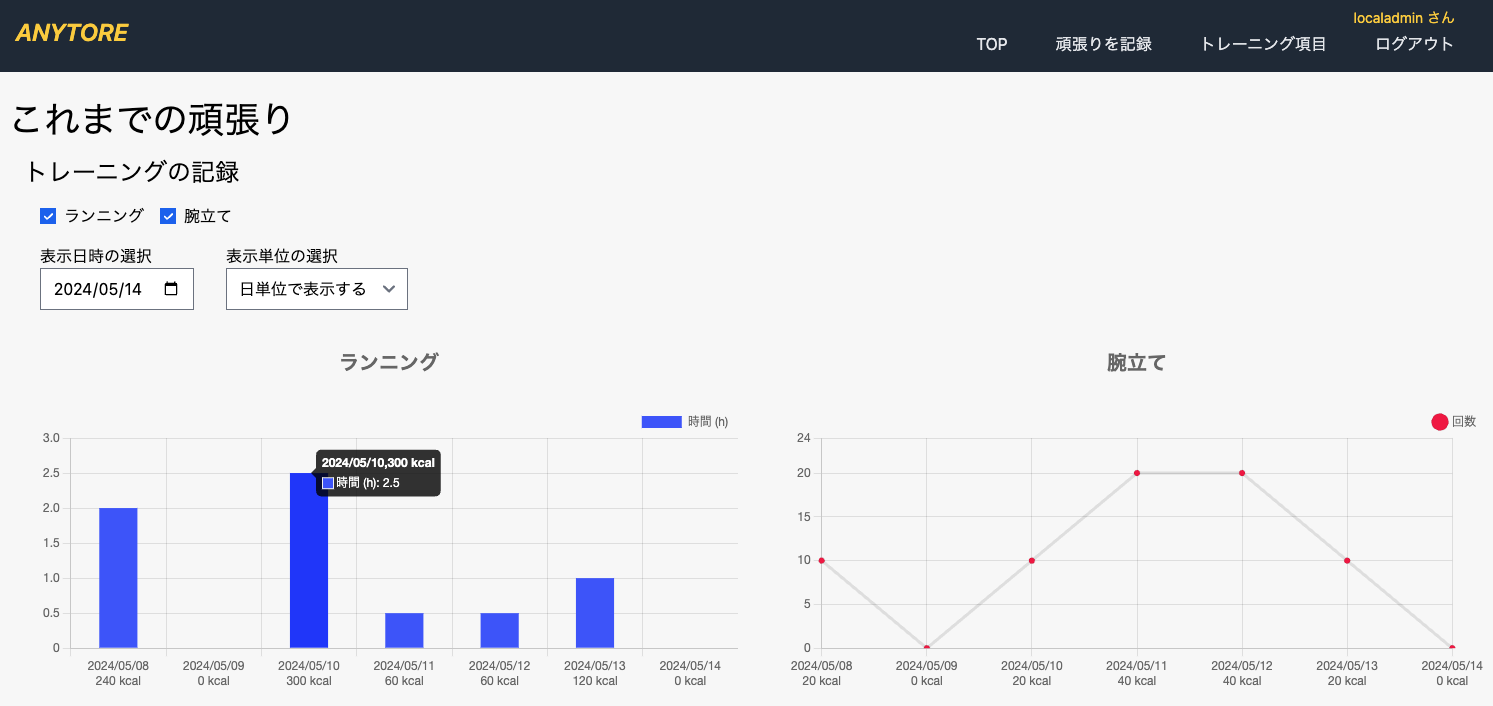 ANYTORE
localadmin さん
TOP 頑張りを記録 トレーニング項目 ログアウト
これまでの頑張り
トレーニングの記録
ランニング 腕立て
表示日時の選択 表示単位の選択
2024/05/14 日単位で表示する
ランニング
時間 (h)
3.0
2.5
2.0
1.5
1.0
0.5
0
2024/05/10,300 kcal
時間 (h): 2.5
2024/05/08 2024/05/09 2024/05/10 2024/05/11 2024/05/12 2024/05/13 2024/05/14
240 kcal 0 kcal 300 kcal 60 kcal 60 kcal 120 kcal 0 kcal
腕立て
回数
24
20
15
10
5
0
2024/05/08 2024/05/09 2024/05/10 2024/05/11 2024/05/12 2024/05/13 2024/05/14
20 kcal 0 kcal 20 kcal 40 kcal 40 kcal 20 kcal 0 kcal